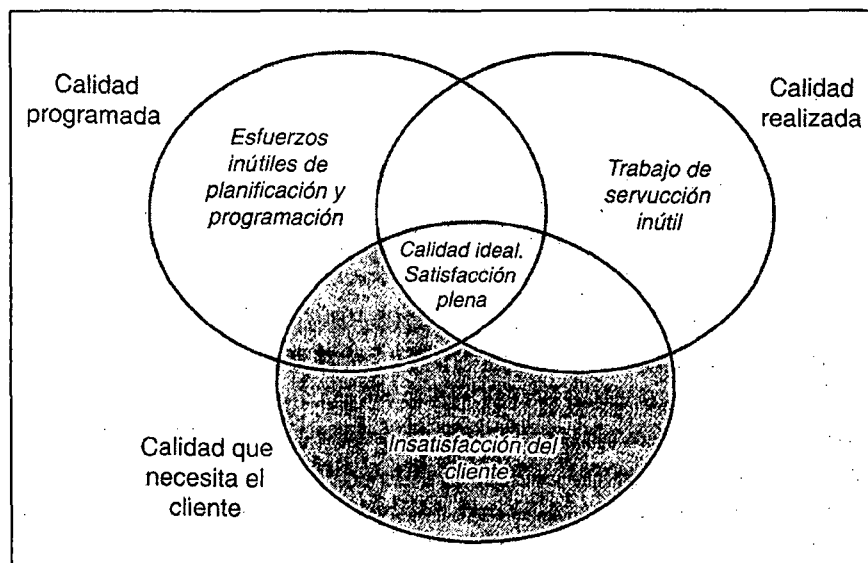 Calidad
programada
Calidad
realizada
Esfuerzos
inútiles de
planificación y
programación
Trabajo de
servucción
inútil
Calidad ideal.
Satisfacción
plena
Insatisfacción del
cliente
Calidad que
necesita el
cliente